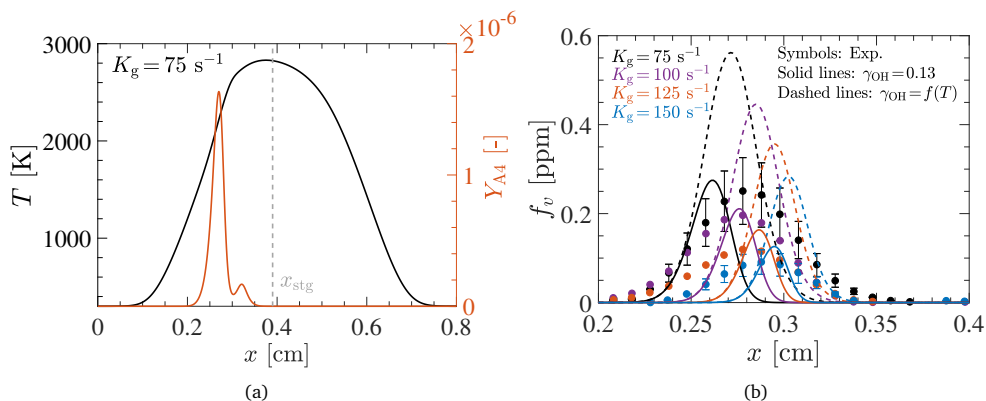 ×10⁻⁶
3000
2000
1000
T [K]
K_g = 75 s⁻¹
x_stg
2
1
0
Y_A4 [-]
0 0.2 0.4 0.6 0.8
x [cm]
(a)
0.6
0.4
0.2
0
f_v [ppm]
K_g = 75 s⁻¹
K_g = 100 s⁻¹
K_g = 125 s⁻¹
K_g = 150 s⁻¹
Symbols: Exp.
Solid lines: γ_OH = 0.13
Dashed lines: γ_OH = f(T)
0.2 0.25 0.3 0.35 0.4
x [cm]
(b)